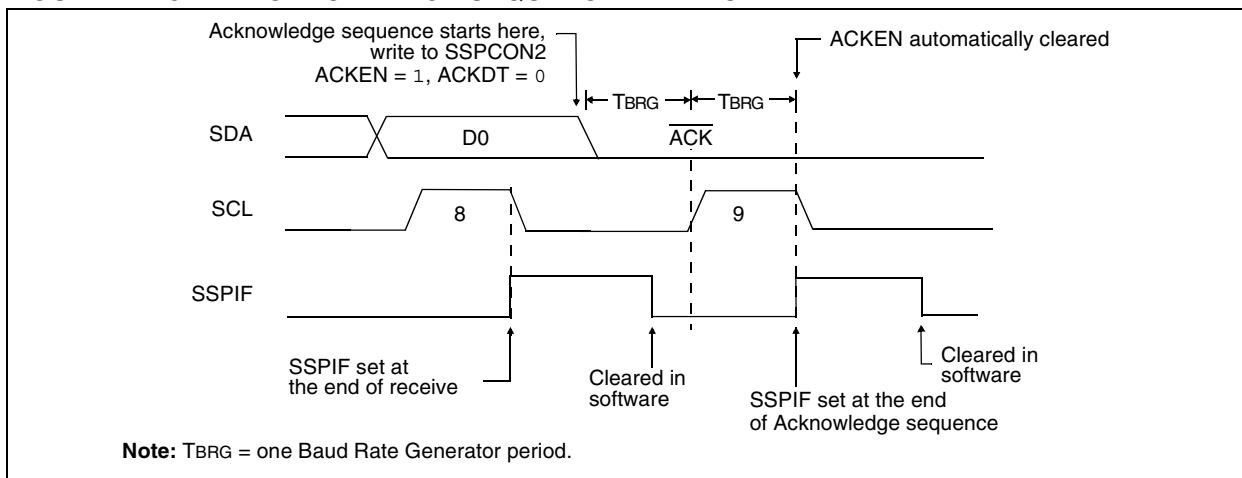 Acknowledge sequence starts here,
write to SSPCON2
ACKEN = 1, ACKDT = 0
ACKEN automatically cleared
TBRG
TBRG
SDA
D0
ACK
SCL
8
9
SSPIF
SSPIF set at
the end of receive
Cleared in
software
SSPIF set at the end
of Acknowledge sequence
Cleared in
software
Note: TBRG = one Baud Rate Generator period.